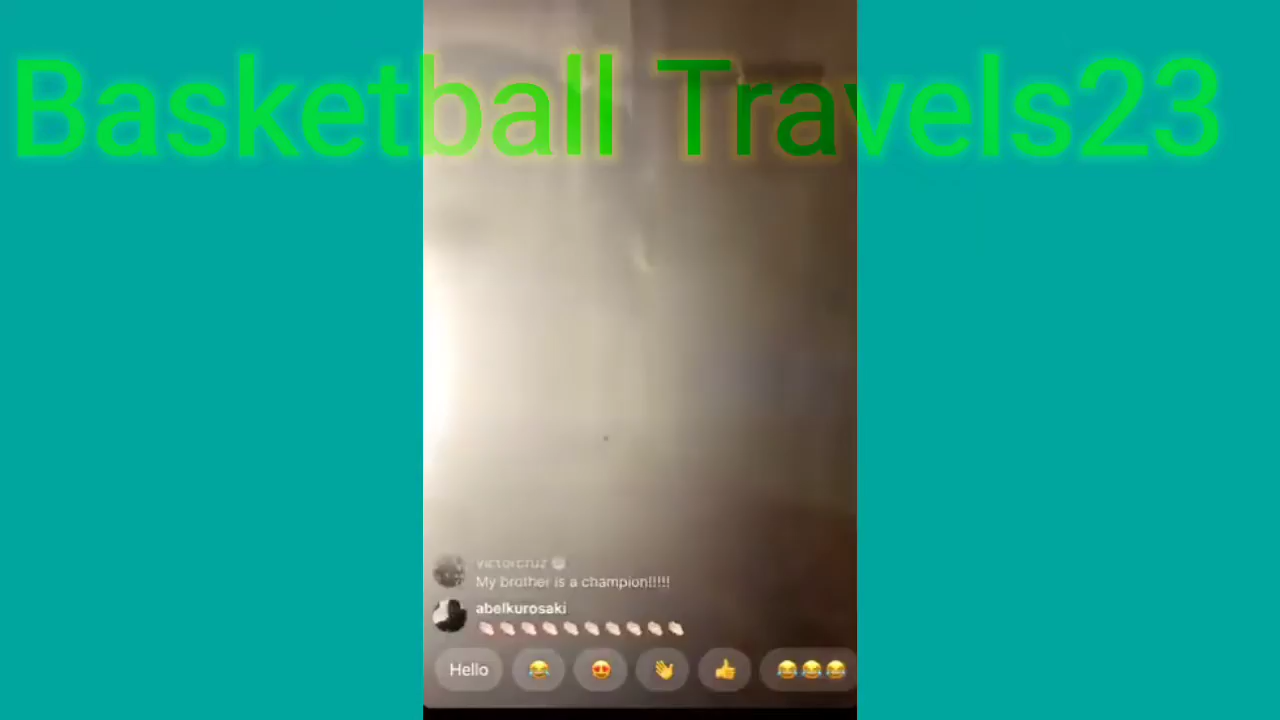 Basketball Travels23
victorcruz
My brother is a champion!!!!!
abelkurosaki
👏🏻👏🏻👏🏻👏🏻👏🏻👏🏻👏🏻👏🏻👏🏻👏🏻
Hello 😂 😍 👋 👍 😂😂😂